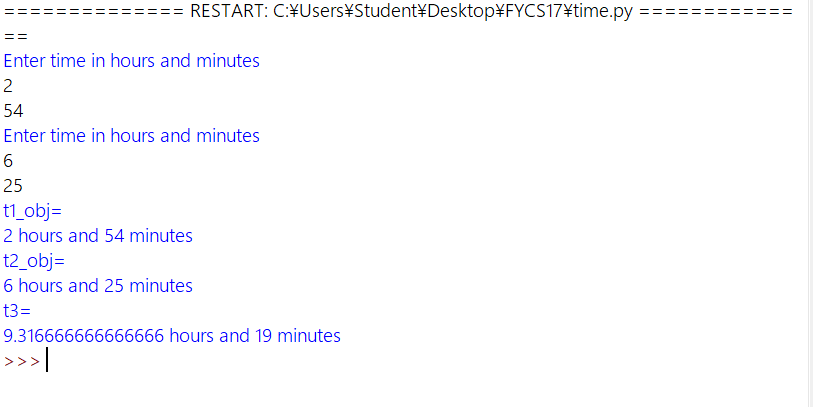 ============== RESTART: C:¥Users¥Student¥Desktop¥FYCS17¥time.py =============
==
Enter time in hours and minutes
2
54
Enter time in hours and minutes
6
25
t1_obj=
2 hours and 54 minutes
t2_obj=
6 hours and 25 minutes
t3=
9.316666666666666 hours and 19 minutes
>>>